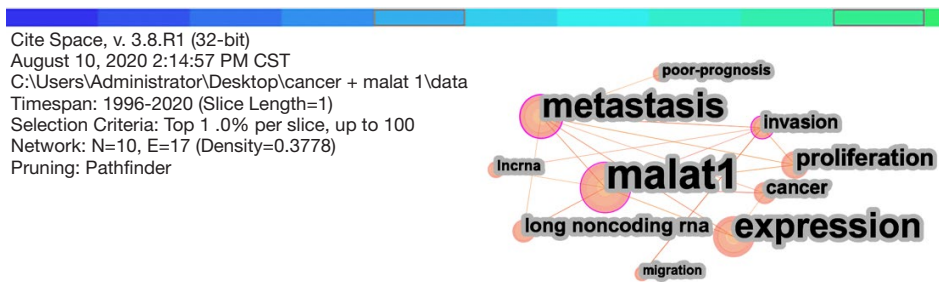 Cite Space, v. 3.8.R1 (32-bit)
August 10, 2020 2:14:57 PM CST
C:\Users\Administrator\Desktop\cancer + malat 1\data
Timespan: 1996-2020 (Slice Length=1)
Selection Criteria: Top 1 .0% per slice, up to 100
Network: N=10, E=17 (Density=0.3778)
Pruning: Pathfinder
poor-prognosis
metastasis
invasion
lncrna
proliferation
malat1
cancer
long noncoding rna
expression
migration